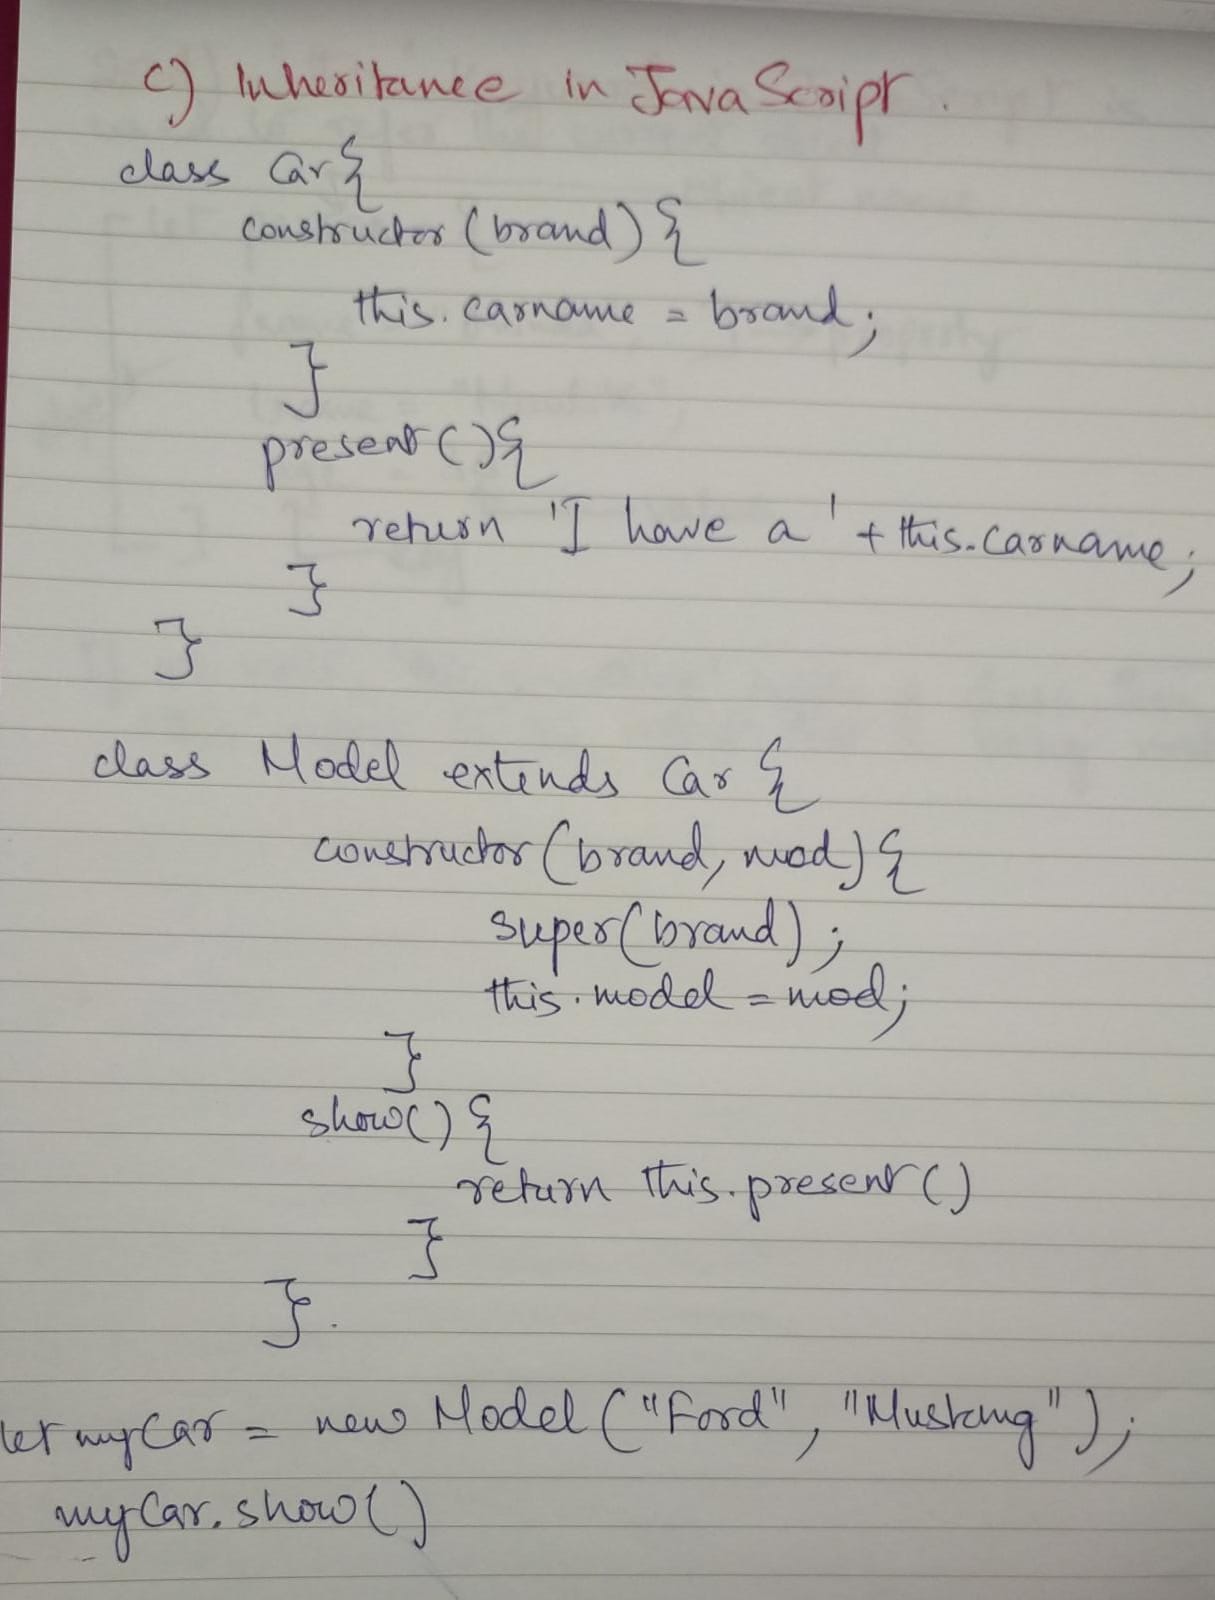 c) Inheritance in JavaScript.
class Car{
constructor (brand) {
this.carname = brand;
}
present () {
return 'I have a' + this.carname;
}
}
class Model extends Car {
constructor (brand, mod) {
super(brand);
this.model = mod;
}
show() {
return this.present()
}
}.
let myCar = new Model ("Ford", "Mustang");
myCar.show()